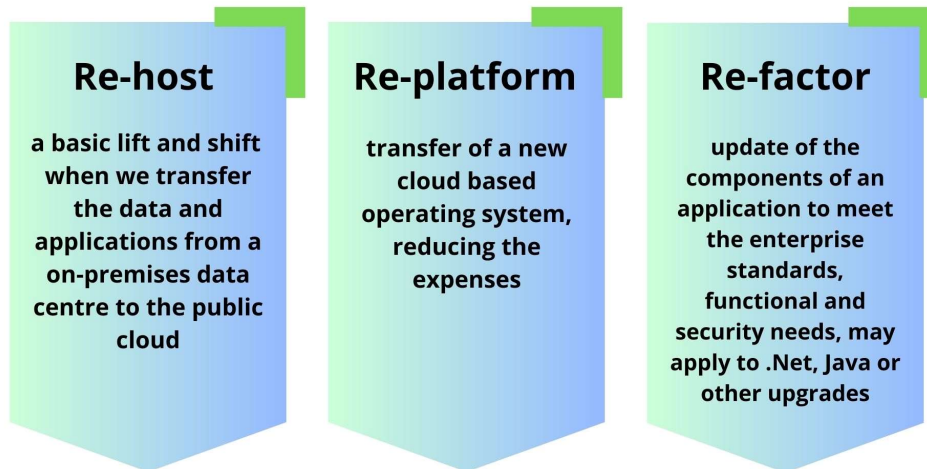 Re-host
a basic lift and shift
when we transfer
the data and
applications from a
on-premises data
centre to the public
cloud
Re-platform
transfer of a new
cloud based
operating system,
reducing the
expenses
Re-factor
update of the
components of an
application to meet
the enterprise
standards,
functional and
security needs, may
apply to .Net, Java or
other upgrades